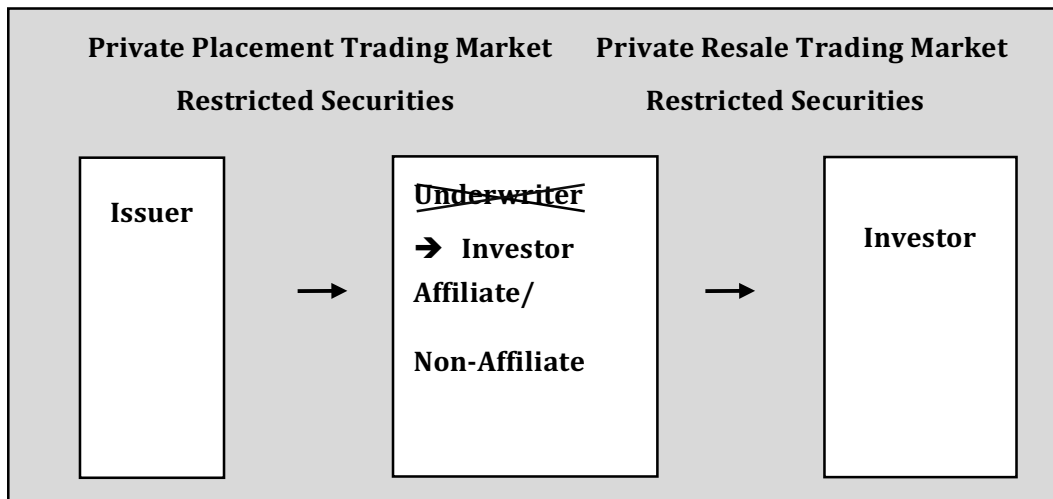 Private Placement Trading Market
Private Resale Trading Market
Restricted Securities
Restricted Securities
Issuer
Underwriter
➔ Investor
Affiliate/
Non-Affiliate
Investor